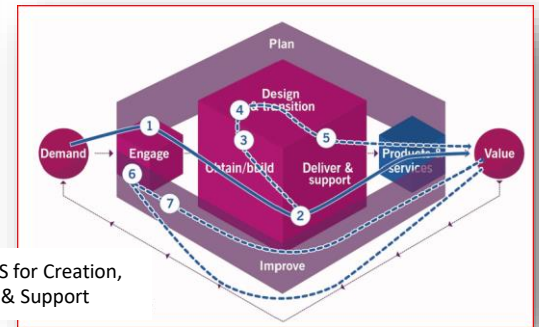 Plan
Design
& transition
4
1
3
5
Demand
Engage
Obtain/build
Deliver &
support
Products &
services
Value
6
7
2
Improve
S for Creation,
& Support